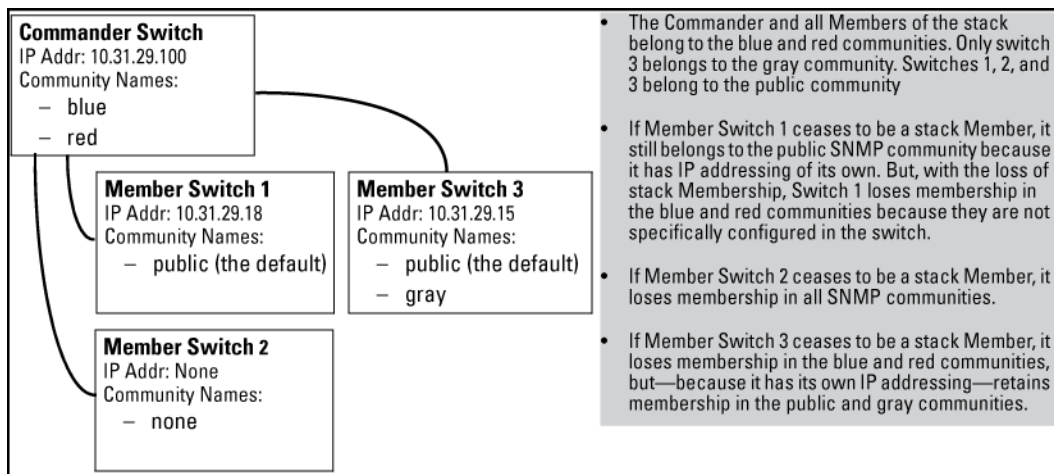 Commander Switch
IP Addr: 10.31.29.100
Community Names:
– blue
– red
Member Switch 1
IP Addr: 10.31.29.18
Community Names:
– public (the default)
Member Switch 3
IP Addr: 10.31.29.15
Community Names:
– public (the default)
– gray
Member Switch 2
IP Addr: None
Community Names:
– none
• The Commander and all Members of the stack
belong to the blue and red communities. Only switch
3 belongs to the gray community. Switches 1, 2, and
3 belong to the public community
• If Member Switch 1 ceases to be a stack Member, it
still belongs to the public SNMP community because
it has IP addressing of its own. But, with the loss of
stack Membership, Switch 1 loses membership in
the blue and red communities because they are not
specifically configured in the switch.
• If Member Switch 2 ceases to be a stack Member, it
loses membership in all SNMP communities.
• If Member Switch 3 ceases to be a stack Member, it
loses membership in the blue and red communities,
but—because it has its own IP addressing—retains
membership in the public and gray communities.